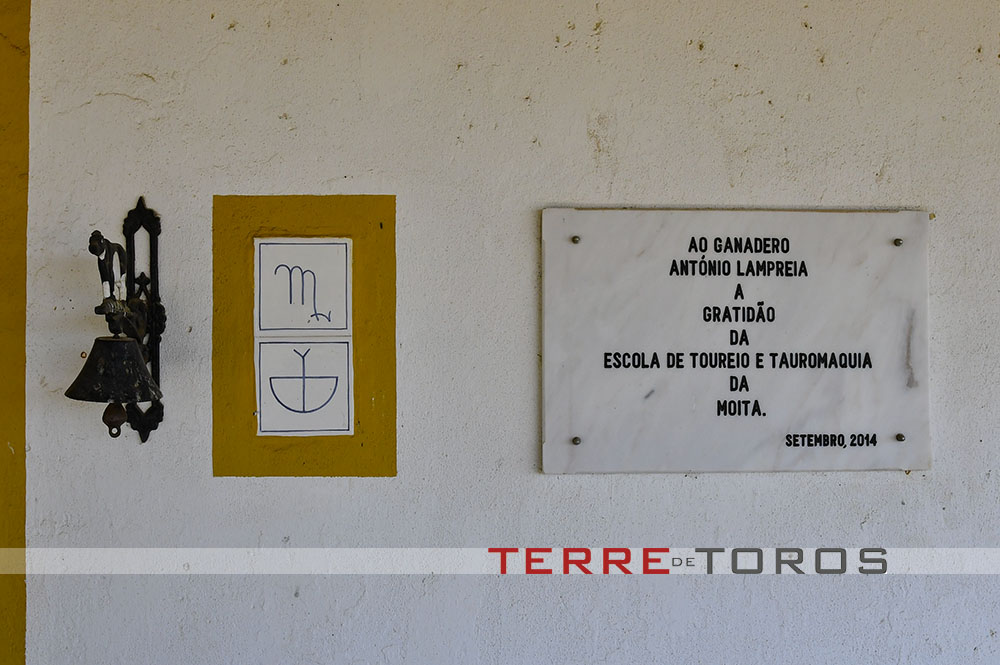 AO GANADERO
ANTÓNIO LAMPREIA
A
GRATIDÃO
DA
ESCOLA DE TOUREIO E TAUROMAQUIA
DA
MOITA.
SETEMBRO, 2014
TERRE DE TOROS